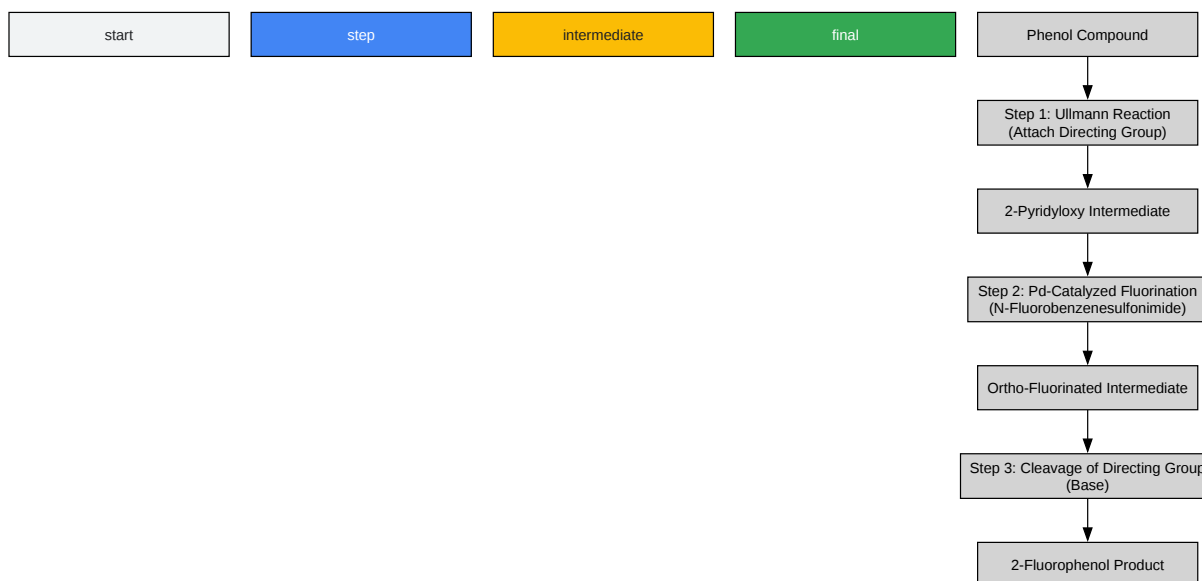 start
step
intermediate
final
Phenol Compound
Step 1: Ullmann Reaction
(Attach Directing Group)
2-Pyridyloxy Intermediate
Step 2: Pd-Catalyzed Fluorination
(N-Fluorobenzenesulfonimide)
Ortho-Fluorinated Intermediate
Step 3: Cleavage of Directing Group
(Base)
2-Fluorophenol Product